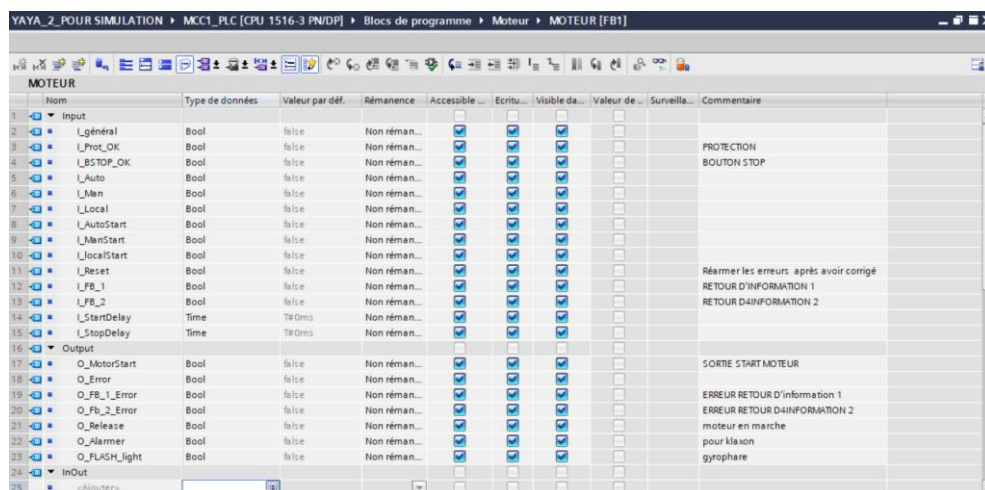 YAYA_2_POUR SIMULATION ▸ MCC1_PLC [CPU 1516-3 PN/DP] ▸ Blocs de programme ▸ Moteur ▸ MOTEUR [FB1]
MOTEUR
Nom Type de données Valeur par déf. Rémanence Accessible ... Ecritu... Visible da... Valeur de ... Surveilla... Commentaire
1 Input
2 I_général Bool false Non réman...
3 I_Prot_OK Bool false Non réman... PROTECTION
4 I_BSTOP_OK Bool false Non réman... BOUTON STOP
5 I_Auto Bool false Non réman...
6 I_Man Bool false Non réman...
7 I_Local Bool false Non réman...
8 I_AutoStart Bool false Non réman...
9 I_ManStart Bool false Non réman...
10 I_localStart Bool false Non réman...
11 I_Reset Bool false Non réman... Réarmer les erreurs après avoir corrigé
12 I_FB_1 Bool false Non réman... RETOUR D'INFORMATION 1
13 I_FB_2 Bool false Non réman... RETOUR D4INFORMATION 2
14 I_StartDelay Time T#0ms Non réman...
15 I_StopDelay Time T#0ms Non réman...
16 Output
17 O_MotorStart Bool false Non réman... SORTIE START MOTEUR
18 O_Error Bool false Non réman...
19 O_FB_1_Error Bool false Non réman... ERREUR RETOUR D'information 1
20 O_Fb_2_Error Bool false Non réman... ERREUR RETOUR D4INFORMATION 2
21 O_Release Bool false Non réman... moteur en marche
22 O_Alarmer Bool false Non réman... pour klaxon
23 O_FLASH_light Bool false Non réman... gyrophare
24 InOut
25 <Ajouter>